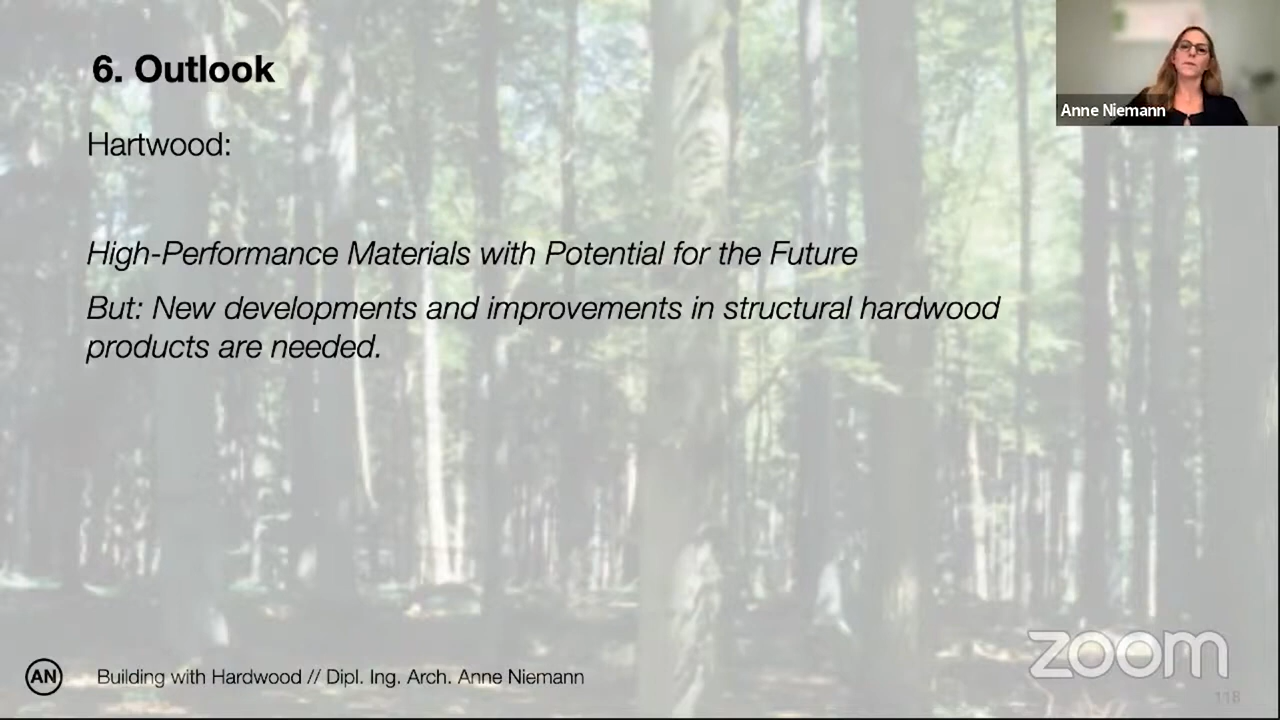 6. Outlook
Anne Niemann
Hartwood:
High-Performance Materials with Potential for the Future
But: New developments and improvements in structural hardwood
products are needed.
AN
Building with Hardwood // Dipl. Ing. Arch. Anne Niemann
zoom
118